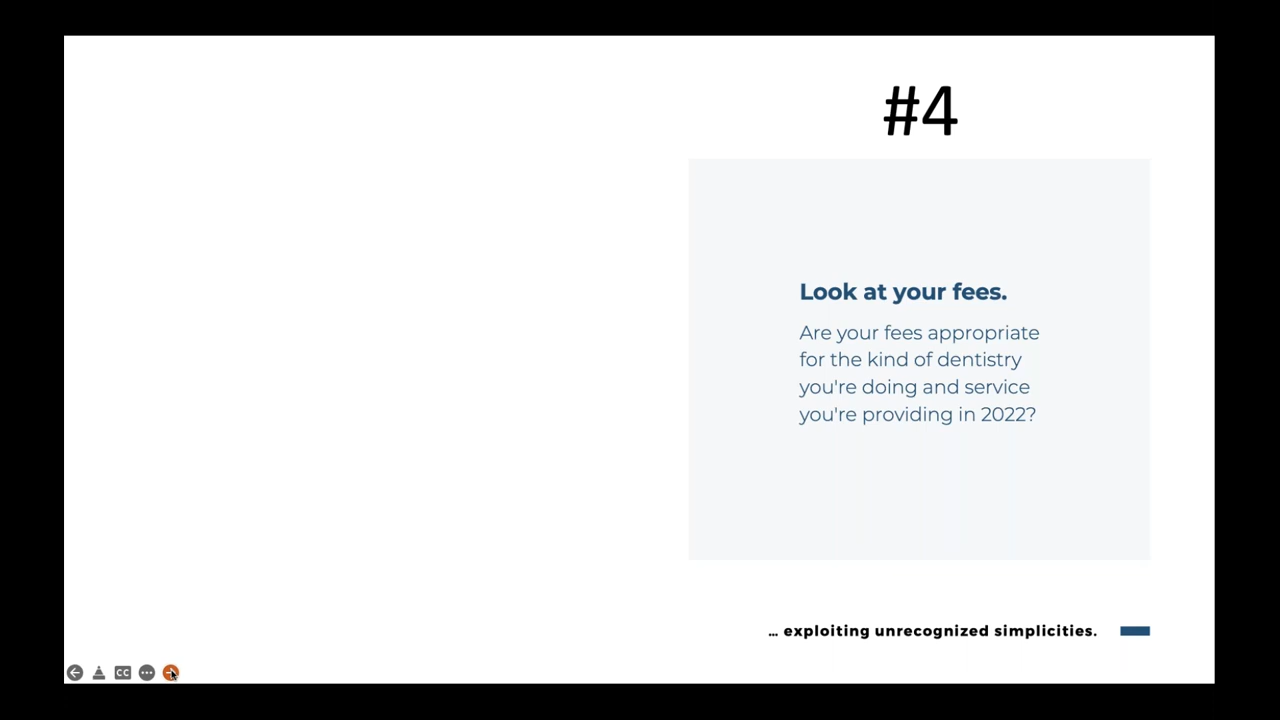 #4
Look at your fees.
Are your fees appropriate
for the kind of dentistry
you're doing and service
you're providing in 2022?
… exploiting unrecognized simplicities.
CC